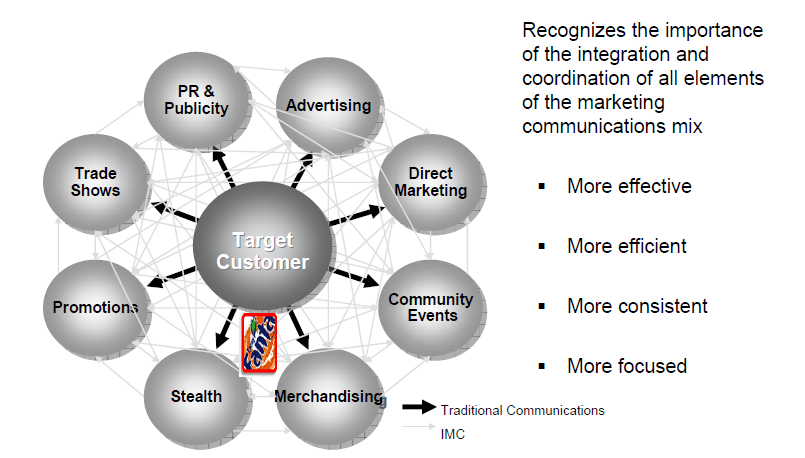 Recognizes the importance
of the integration and
coordination of all elements
of the marketing
communications mix
▪ More effective
▪ More efficient
▪ More consistent
▪ More focused
PR &
Publicity
Advertising
Trade
Shows
Direct
Marketing
Target
Customer
Promotions
Community
Events
Fanta
Stealth
Merchandising
Traditional Communications
IMC